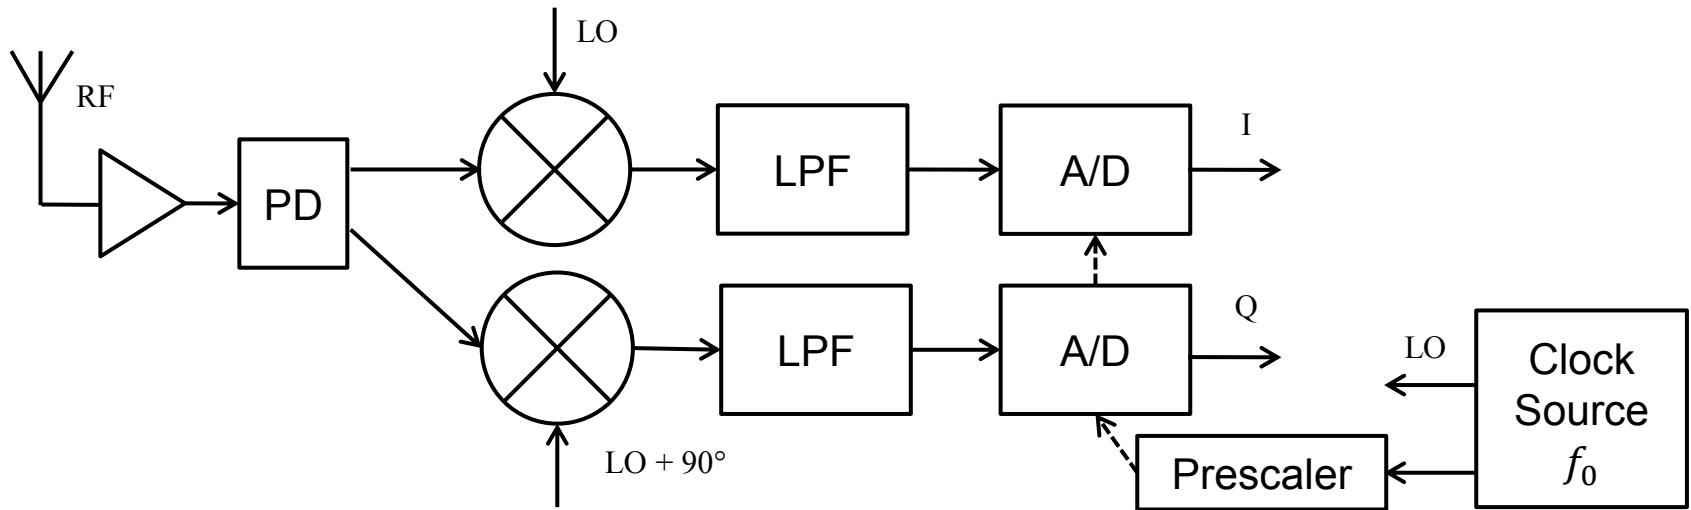 LO
RF
PD
LPF
A/D
I
LPF
A/D
Q
LO + 90°
LO
Clock
Source
f₀
Prescaler